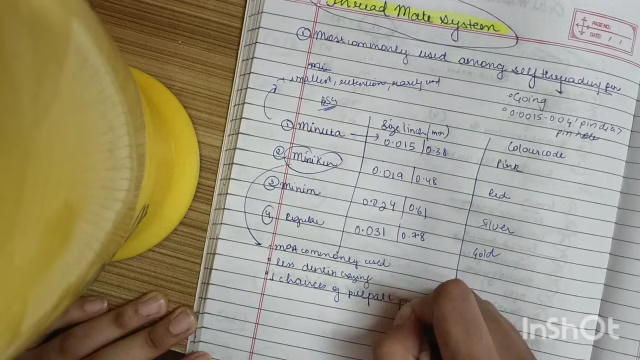 Thread Mate System
PAGE NO.:
DATE: / /
① Most commonly used among self threading pin
→ smallest, retention, rarely used
• Going
• 0.0015-0.04, pin dia >
pin hole
Size (inch/mm)
Colour code
① Minuta → 0.015 | 0.38
Pink
② Minikin
0.019 | 0.48
Red
③ Minim
0.024 | 0.61
Silver
④ Regular
0.031 | 0.78
Gold
• most commonly used
• less dentin crazing
• ↓ chances of pulpal
InShOt